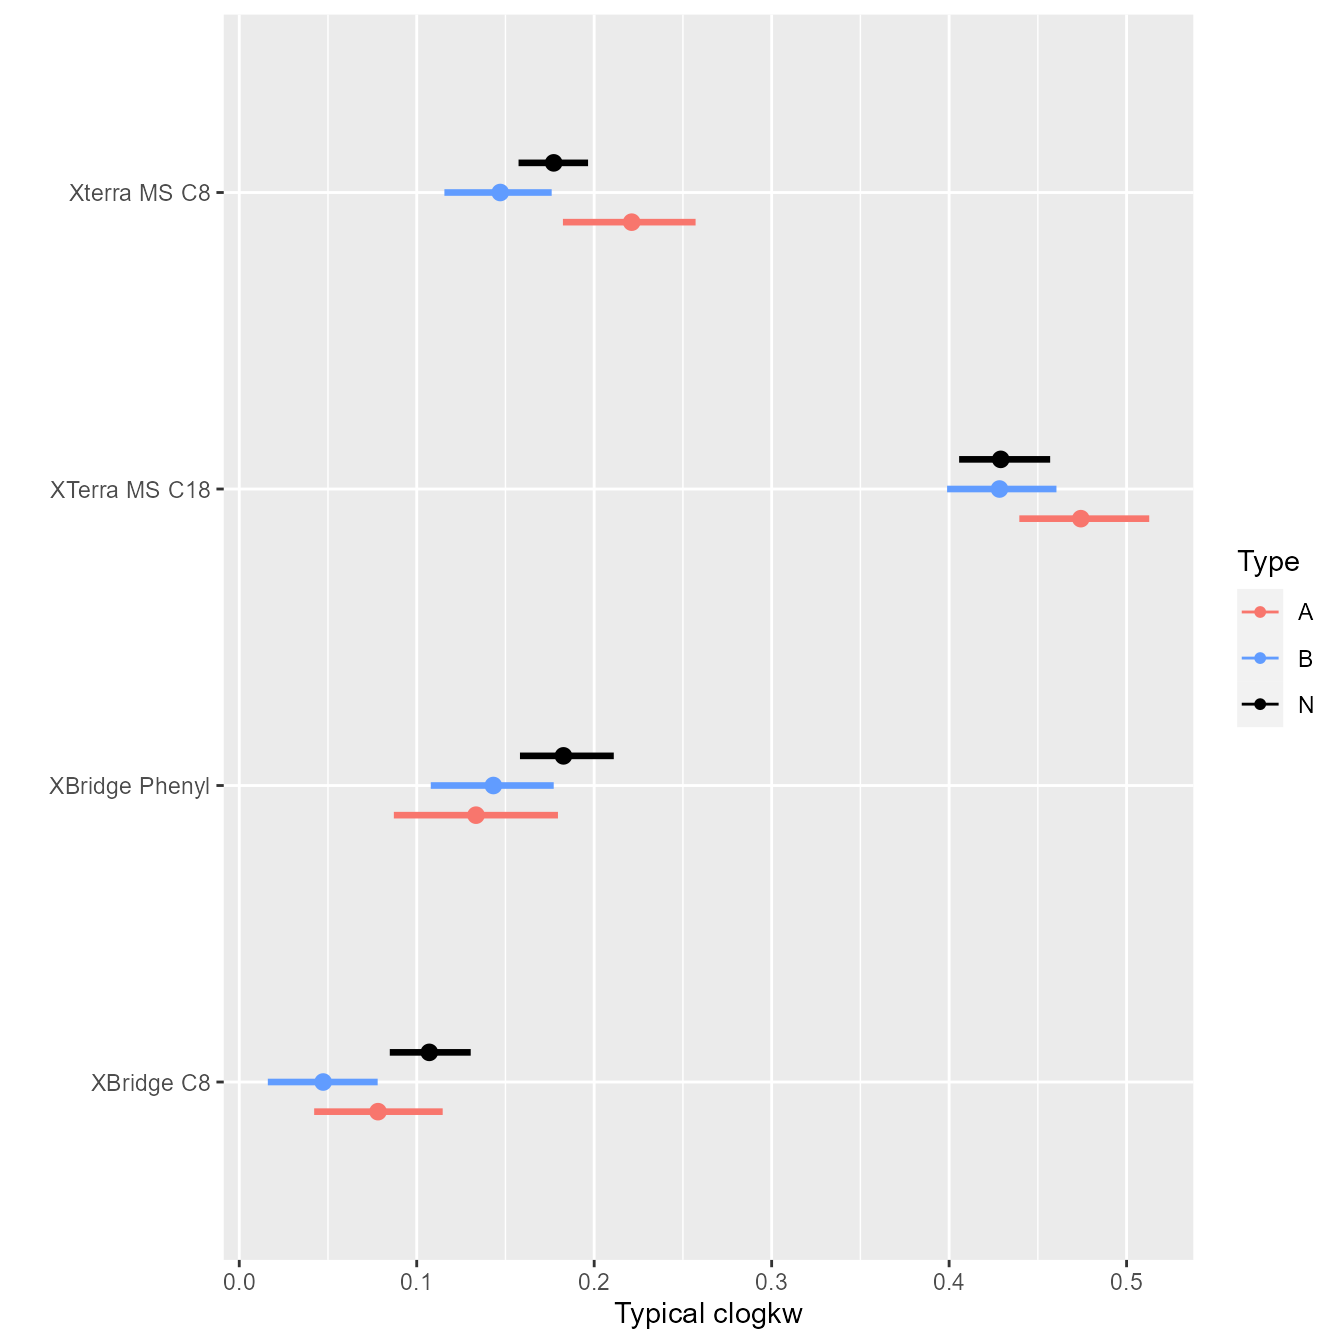 Xterra MS C8
XTerra MS C18
XBridge Phenyl
XBridge C8
0.0 0.1 0.2 0.3 0.4 0.5
Typical clogkw
Type
A
B
N